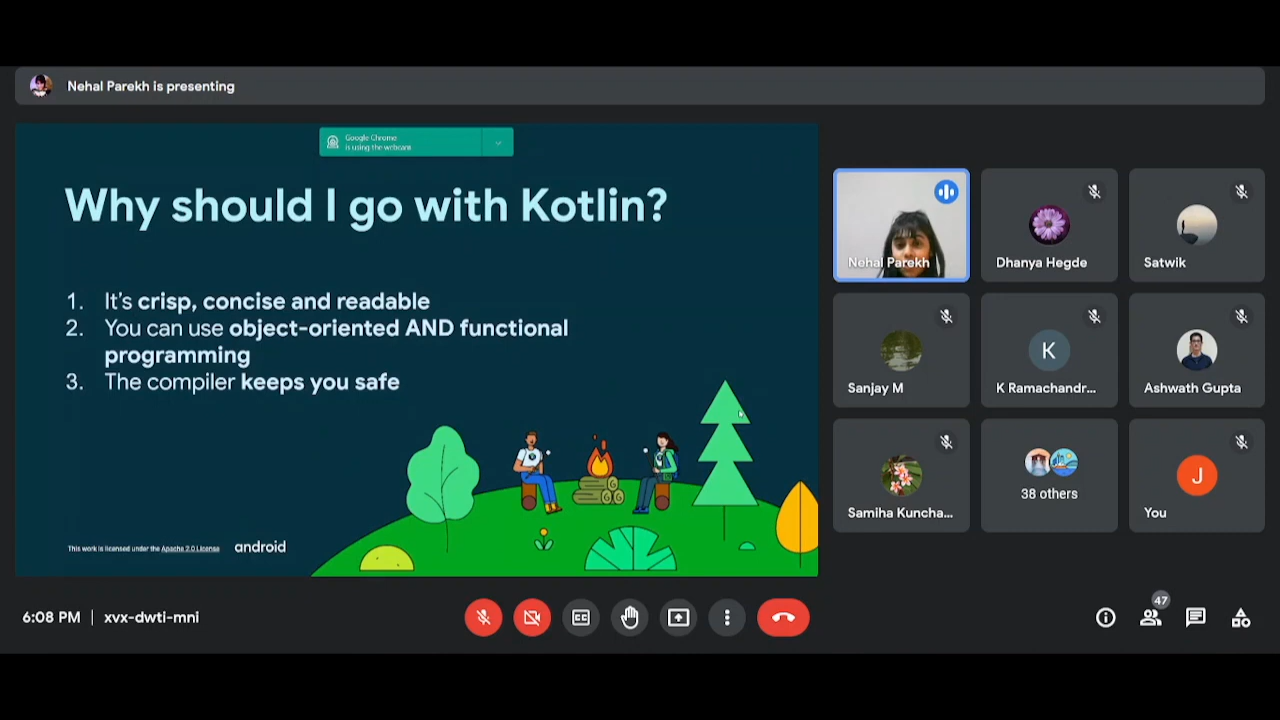 Nehal Parekh is presenting
Google Chrome
is using the webcam
Why should I go with Kotlin?
1. It's crisp, concise and readable
2. You can use object-oriented AND functional
programming
3. The compiler keeps you safe
This work is licensed under the Apache 2.0 License
android
Nehal Parekh
Dhanya Hegde
Satwik
Sanjay M
K
K Ramachandr...
Ashwath Gupta
Samiha Kuncha...
38 others
J
You
6:08 PM | xvx-dwti-mni
CC
47